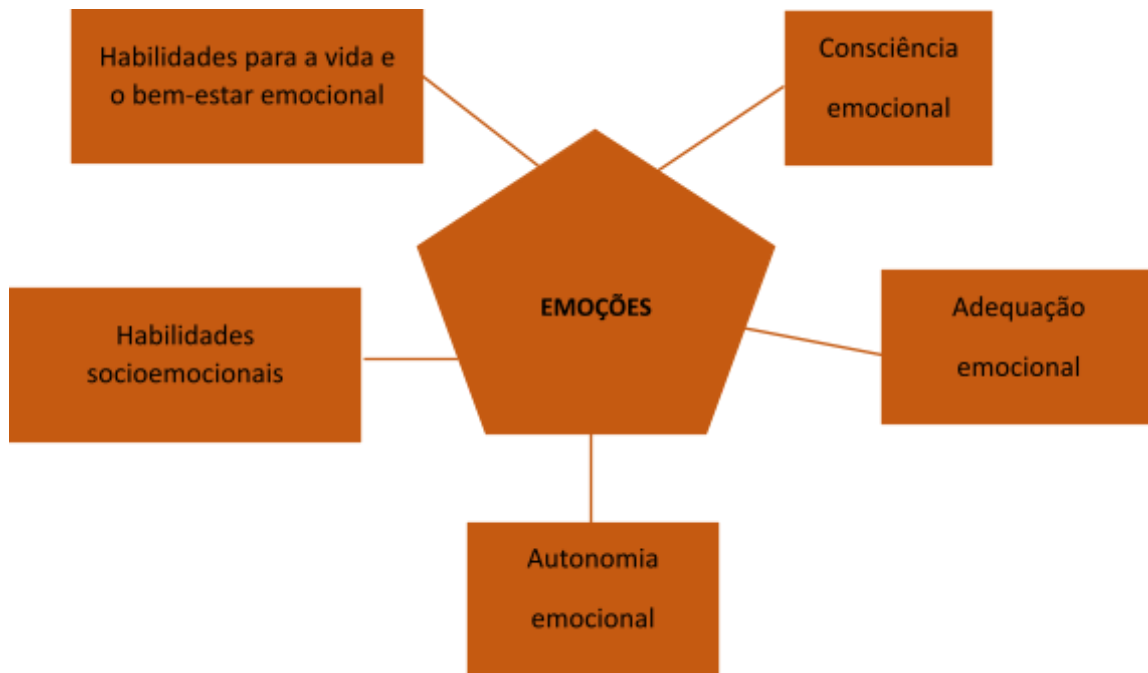 Habilidades para a vida e
o bem-estar emocional
Consciência
emocional
EMOÇÕES
Adequação
emocional
Habilidades
socioemocionais
Autonomia
emocional